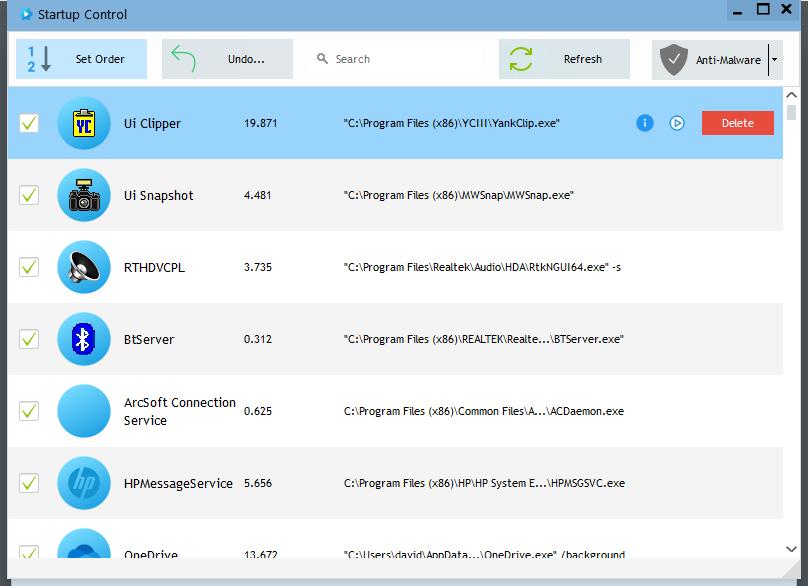 Startup Control
1
2
Set Order
Undo...
Search
Refresh
Anti-Malware
Ui Clipper 19.871 "C:\Program Files (x86)\YCIII\YankClip.exe" Delete
Ui Snapshot 4.481 "C:\Program Files (x86)\MWSnap\MWSnap.exe"
RTHDVCPL 3.735 "C:\Program Files\Realtek\Audio\HDA\RtkNGUI64.exe" -s
BtServer 0.312 "C:\Program Files (x86)\REALTEK\Realte...\BTServer.exe"
ArcSoft Connection
Service 0.625 C:\Program Files (x86)\Common Files\A...\ACDaemon.exe
HPMessageService 5.656 C:\Program Files (x86)\HP\HP System E...\HPMSGSVC.exe
OneDrive 13.672 "C:\Users\david\AppData...\OneDrive.exe" /background
YC
hp